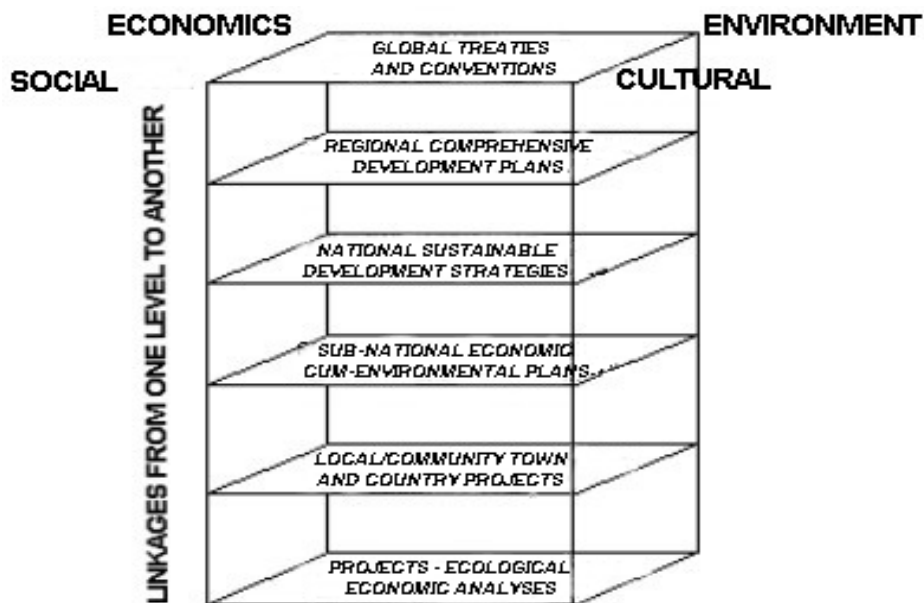 ECONOMICS
ENVIRONMENT
SOCIAL
CULTURAL
GLOBAL TREATIES
AND CONVENTIONS
REGIONAL COMPREHENSIVE
DEVELOPMENT PLANS
NATIONAL SUSTAINABLE
DEVELOPMENT STRATEGIES
SUB-NATIONAL ECONOMIC
CUM-ENVIRONMENTAL PLANS
LOCAL/COMMUNITY TOWN
AND COUNTRY PROJECTS
PROJECTS - ECOLOGICAL
ECONOMIC ANALYSES
LINKAGES FROM ONE LEVEL TO ANOTHER